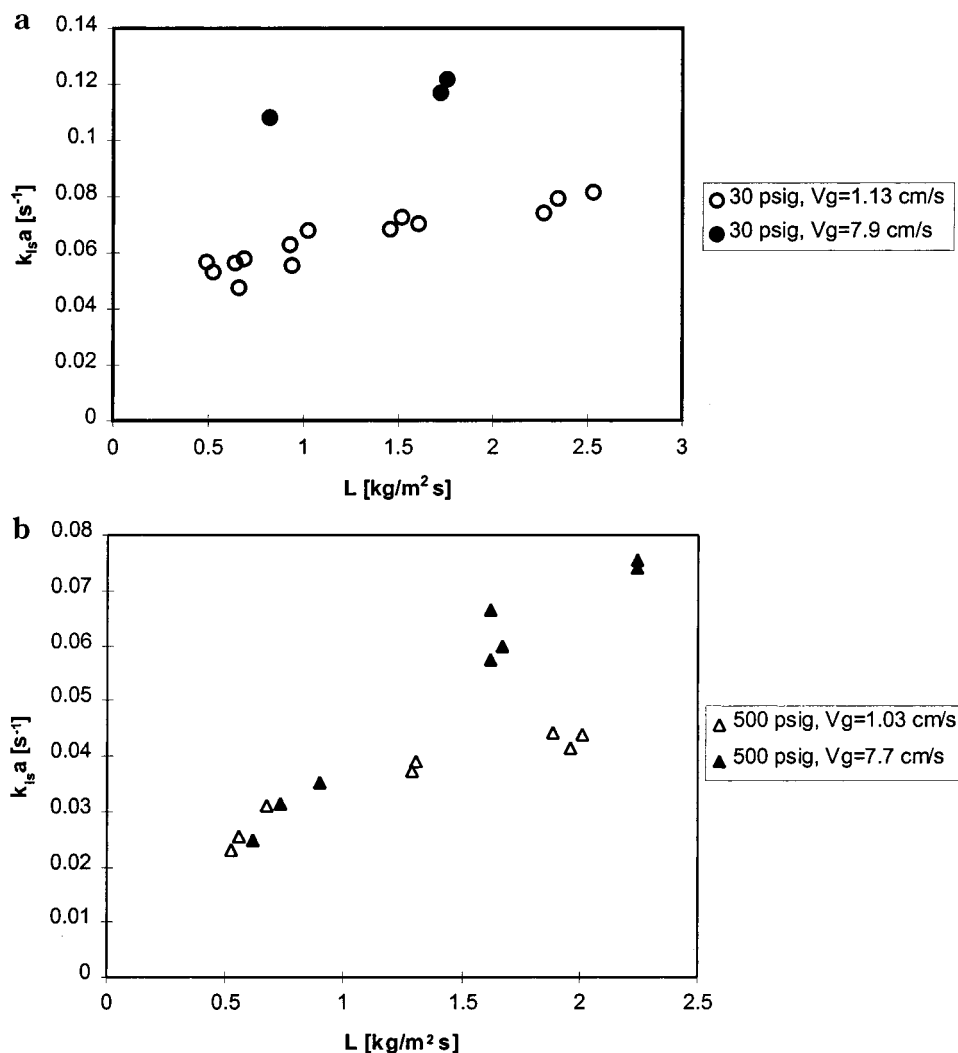 a
0.14
0.12
0.1
0.08
0.06
0.04
0.02
0
k_ls a [s⁻¹]
0 0.5 1 1.5 2 2.5 3
L [kg/m² s]
30 psig, Vg=1.13 cm/s
30 psig, Vg=7.9 cm/s
b
0.08
0.07
0.06
0.05
0.04
0.03
0.02
0.01
0
k_ls a [s⁻¹]
0 0.5 1 1.5 2 2.5
L [kg/m² s]
500 psig, Vg=1.03 cm/s
500 psig, Vg=7.7 cm/s